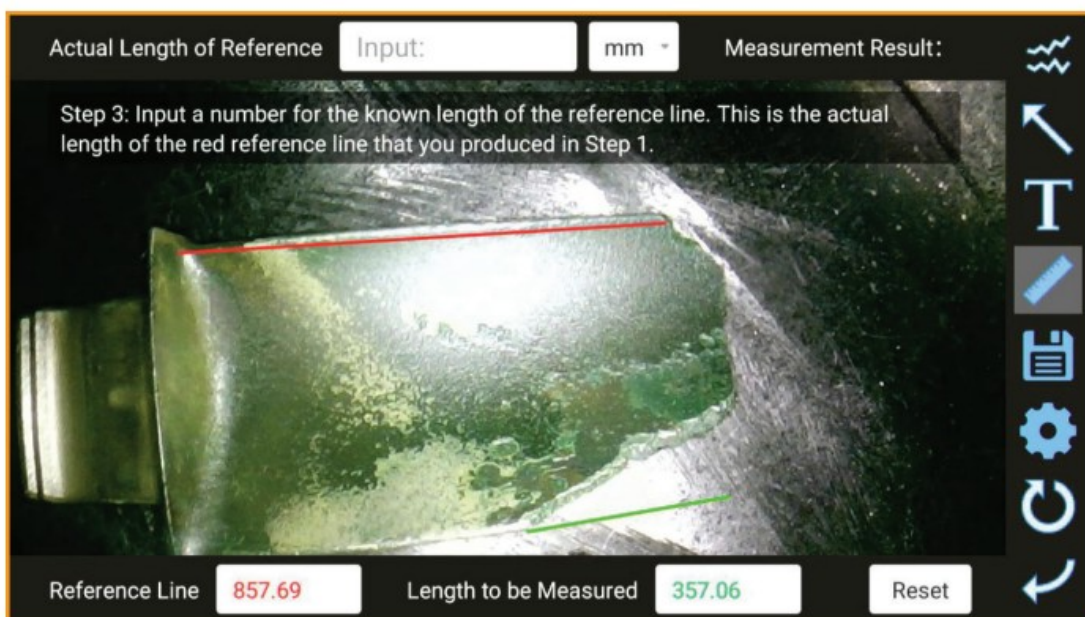 Actual Length of Reference Input: mm Measurement Result:
Step 3: Input a number for the known length of the reference line. This is the actual
length of the red reference line that you produced in Step 1.
T
Reference Line 857.69 Length to be Measured 357.06 Reset